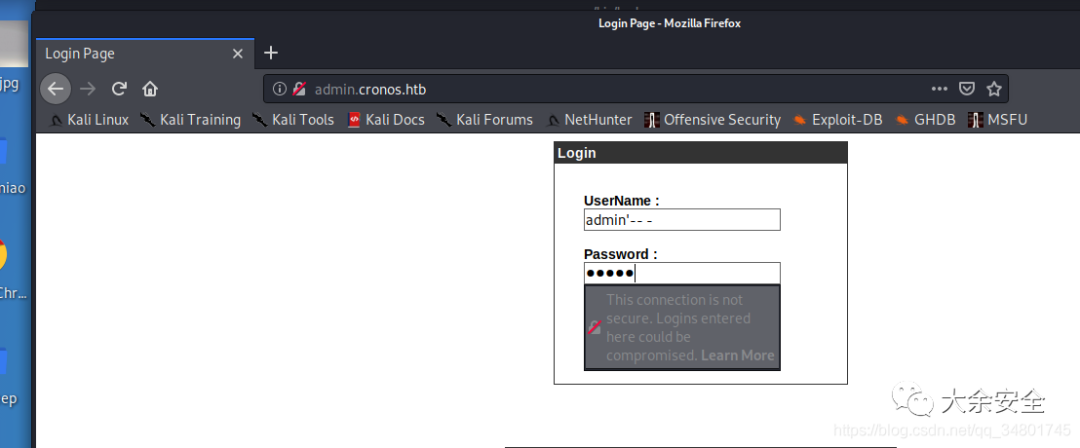 Login Page - Mozilla Firefox
Login Page
admin.cronos.htb
Kali Linux Kali Training Kali Tools Kali Docs Kali Forums NetHunter Offensive Security Exploit-DB GHDB MSFU
jpg
niao
Chr...
ep
Login
UserName :
admin'-- -
Password :
This connection is not
secure. Logins entered
here could be
compromised. Learn More
大余安全
https://blog.csdn.net/qq_34801745